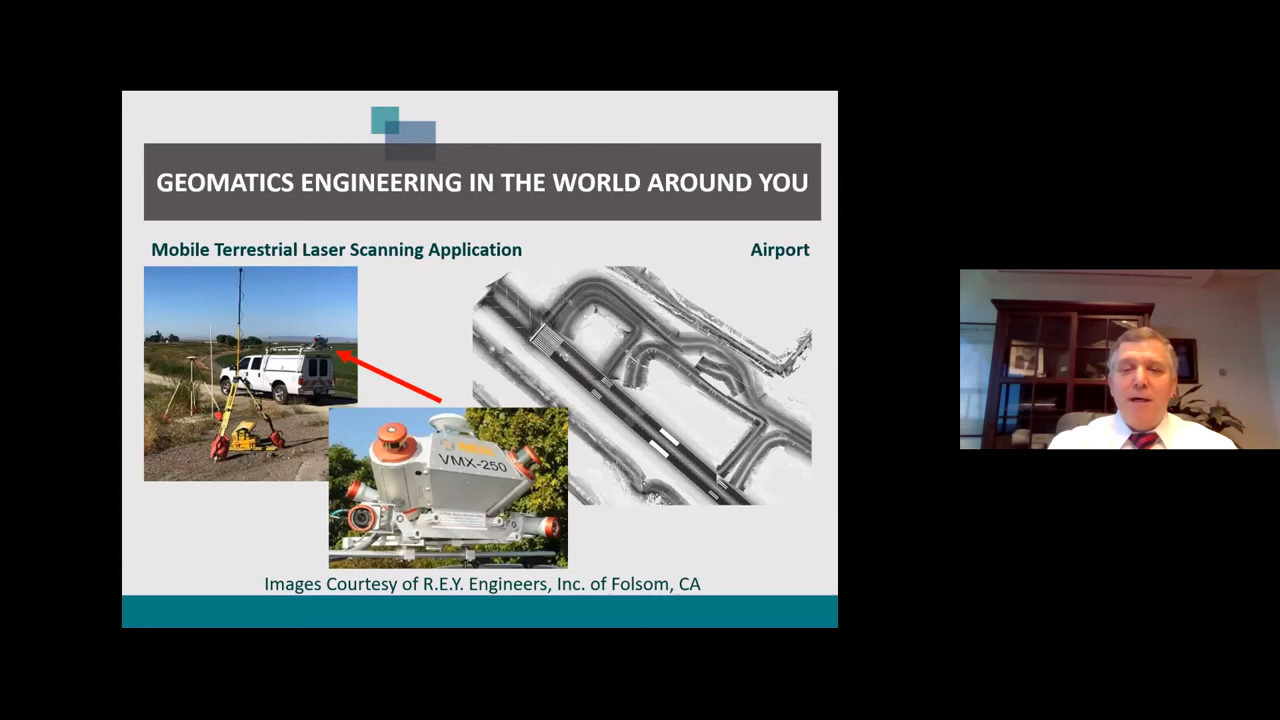 GEOMATICS ENGINEERING IN THE WORLD AROUND YOU
Mobile Terrestrial Laser Scanning Application
Airport
VMX-250
Images Courtesy of R.E.Y. Engineers, Inc. of Folsom, CA